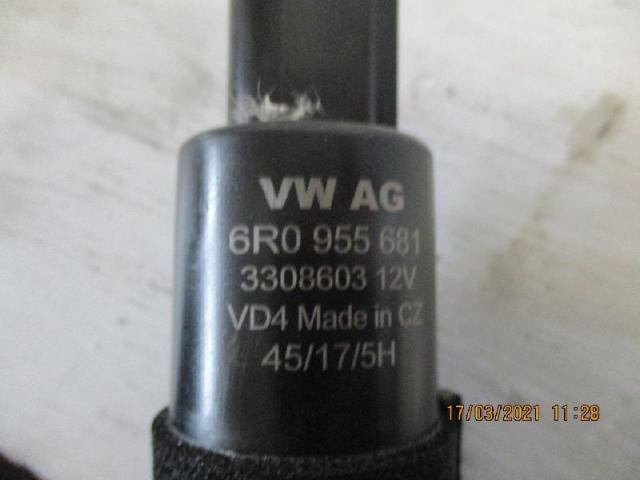 VW AG
6R0 955 681
3308603 12V
VD4 Made in CZ
45/17/5H
17/03/2021 11:28